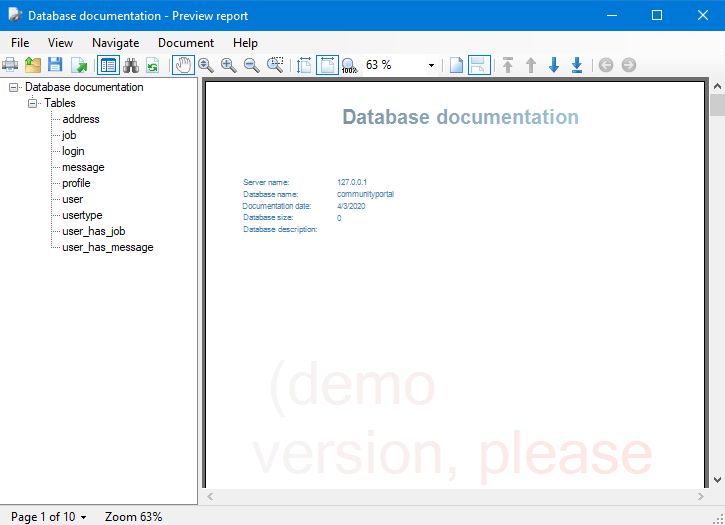 Database documentation - Preview report
File View Navigate Document Help
100% 63 %
Database documentation
Tables
address
job
login
message
profile
user
usertype
user_has_job
user_has_message
Database documentation
Server name: 127.0.0.1
Database name: communityportal
Documentation date: 4/3/2020
Database size: 0
Database description:
(demo
version, please
Page 1 of 10 Zoom 63%